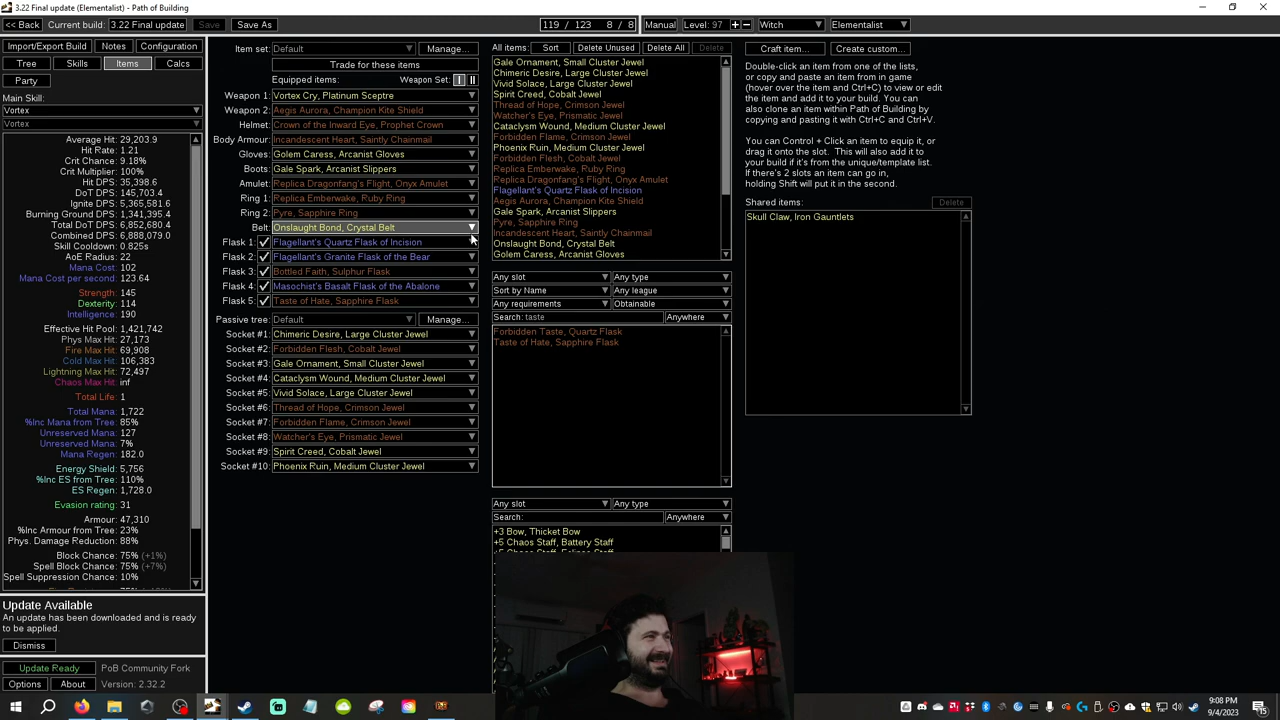 3.22 Final update (Elementalist) - Path of Building
<< Back
Current build:
3.22 Final update
Save
Save As
119 / 123
8 / 8
Manual
Level: 97
Witch
Elementalist
Import/Export Build
Notes
Configuration
Tree
Skills
Items
Calcs
Party
Main Skill:
Vortex
Vortex
Average Hit: 29,203.9
Hit Rate: 1.21
Crit Chance: 9.18%
Crit Multiplier: 100%
Hit DPS: 35,398.6
DoT DPS: 145,703.4
Ignite DPS: 5,365,581.6
Burning Ground DPS: 1,341,395.4
Total DoT DPS: 6,852,680.4
Combined DPS: 6,888,079.0
Skill Cooldown: 0.825s
AoE Radius: 22
Mana Cost: 102
Mana Cost per second: 123.64
Strength: 145
Dexterity: 114
Intelligence: 190
Effective Hit Pool: 1,421,742
Phys Max Hit: 27,173
Fire Max Hit: 69,908
Cold Max Hit: 106,383
Lightning Max Hit: 72,497
Chaos Max Hit: inf
Total Life: 1
Total Mana: 1,722
%Inc Mana from Tree: 85%
Unreserved Mana: 127
Unreserved Mana: 7%
Mana Regen: 182.0
Energy Shield: 5,756
%Inc ES from Tree: 110%
ES Regen: 1,728.0
Evasion rating: 31
Armour: 47,310
%Inc Armour from Tree: 23%
Phys. Damage Reduction: 88%
Block Chance: 75% (+1%)
Spell Block Chance: 75% (+7%)
Spell Suppression Chance: 10%
Update Available
An update has been downloaded and is ready
to be applied.
Dismiss
Update Ready
PoB Community Fork
Options
About
Version: 2.32.2
Item set:
Default
Manage...
Trade for these items
Equipped items:
Weapon Set:
I
II
Weapon 1: Vortex Cry, Platinum Sceptre
Weapon 2: Aegis Aurora, Champion Kite Shield
Helmet: Crown of the Inward Eye, Prophet Crown
Body Armour: Incandescent Heart, Saintly Chainmail
Gloves: Golem Caress, Arcanist Gloves
Boots: Gale Spark, Arcanist Slippers
Amulet: Replica Dragonfang's Flight, Onyx Amulet
Ring 1: Replica Emberwake, Ruby Ring
Ring 2: Pyre, Sapphire Ring
Belt: Onslaught Bond, Crystal Belt
Flask 1: Flagellant's Quartz Flask of Incision
Flask 2: Flagellant's Granite Flask of the Bear
Flask 3: Bottled Faith, Sulphur Flask
Flask 4: Masochist's Basalt Flask of the Abalone
Flask 5: Taste of Hate, Sapphire Flask
Passive tree:
Default
Manage...
Socket #1: Chimeric Desire, Large Cluster Jewel
Socket #2: Forbidden Flesh, Cobalt Jewel
Socket #3: Gale Ornament, Small Cluster Jewel
Socket #4: Cataclysm Wound, Medium Cluster Jewel
Socket #5: Vivid Solace, Large Cluster Jewel
Socket #6: Thread of Hope, Crimson Jewel
Socket #7: Forbidden Flame, Crimson Jewel
Socket #8: Watcher's Eye, Prismatic Jewel
Socket #9: Spirit Creed, Cobalt Jewel
Socket #10: Phoenix Ruin, Medium Cluster Jewel
All items:
Sort
Delete Unused
Delete All
Delete
Gale Ornament, Small Cluster Jewel
Chimeric Desire, Large Cluster Jewel
Vivid Solace, Large Cluster Jewel
Spirit Creed, Cobalt Jewel
Thread of Hope, Crimson Jewel
Watcher's Eye, Prismatic Jewel
Cataclysm Wound, Medium Cluster Jewel
Forbidden Flame, Crimson Jewel
Phoenix Ruin, Medium Cluster Jewel
Forbidden Flesh, Cobalt Jewel
Replica Emberwake, Ruby Ring
Replica Dragonfang's Flight, Onyx Amulet
Flagellant's Quartz Flask of Incision
Aegis Aurora, Champion Kite Shield
Gale Spark, Arcanist Slippers
Pyre, Sapphire Ring
Incandescent Heart, Saintly Chainmail
Onslaught Bond, Crystal Belt
Golem Caress, Arcanist Gloves
Any slot
Any type
Sort by Name
Any league
Any requirements
Obtainable
Search: taste
Anywhere
Forbidden Taste, Quartz Flask
Taste of Hate, Sapphire Flask
Any slot
Any type
Search:
Anywhere
+3 Bow, Thicket Bow
+5 Chaos Staff, Battery Staff
Craft item...
Create custom...
Double-click an item from one of the lists,
or copy and paste an item from in game
(hover over the item and Ctrl+C) to view or edit
the item and add it to your build. You can
also clone an item within Path of Building by
copying and pasting it with Ctrl+C and Ctrl+V.
You can Control + Click an item to equip it, or
drag it onto the slot. This will also add it to
your build if it's from the unique/template list.
If there's 2 slots an item can go in,
holding Shift will put it in the second.
Shared items:
Delete
Skull Claw, Iron Gauntlets
9:08 PM
9/4/2023
15